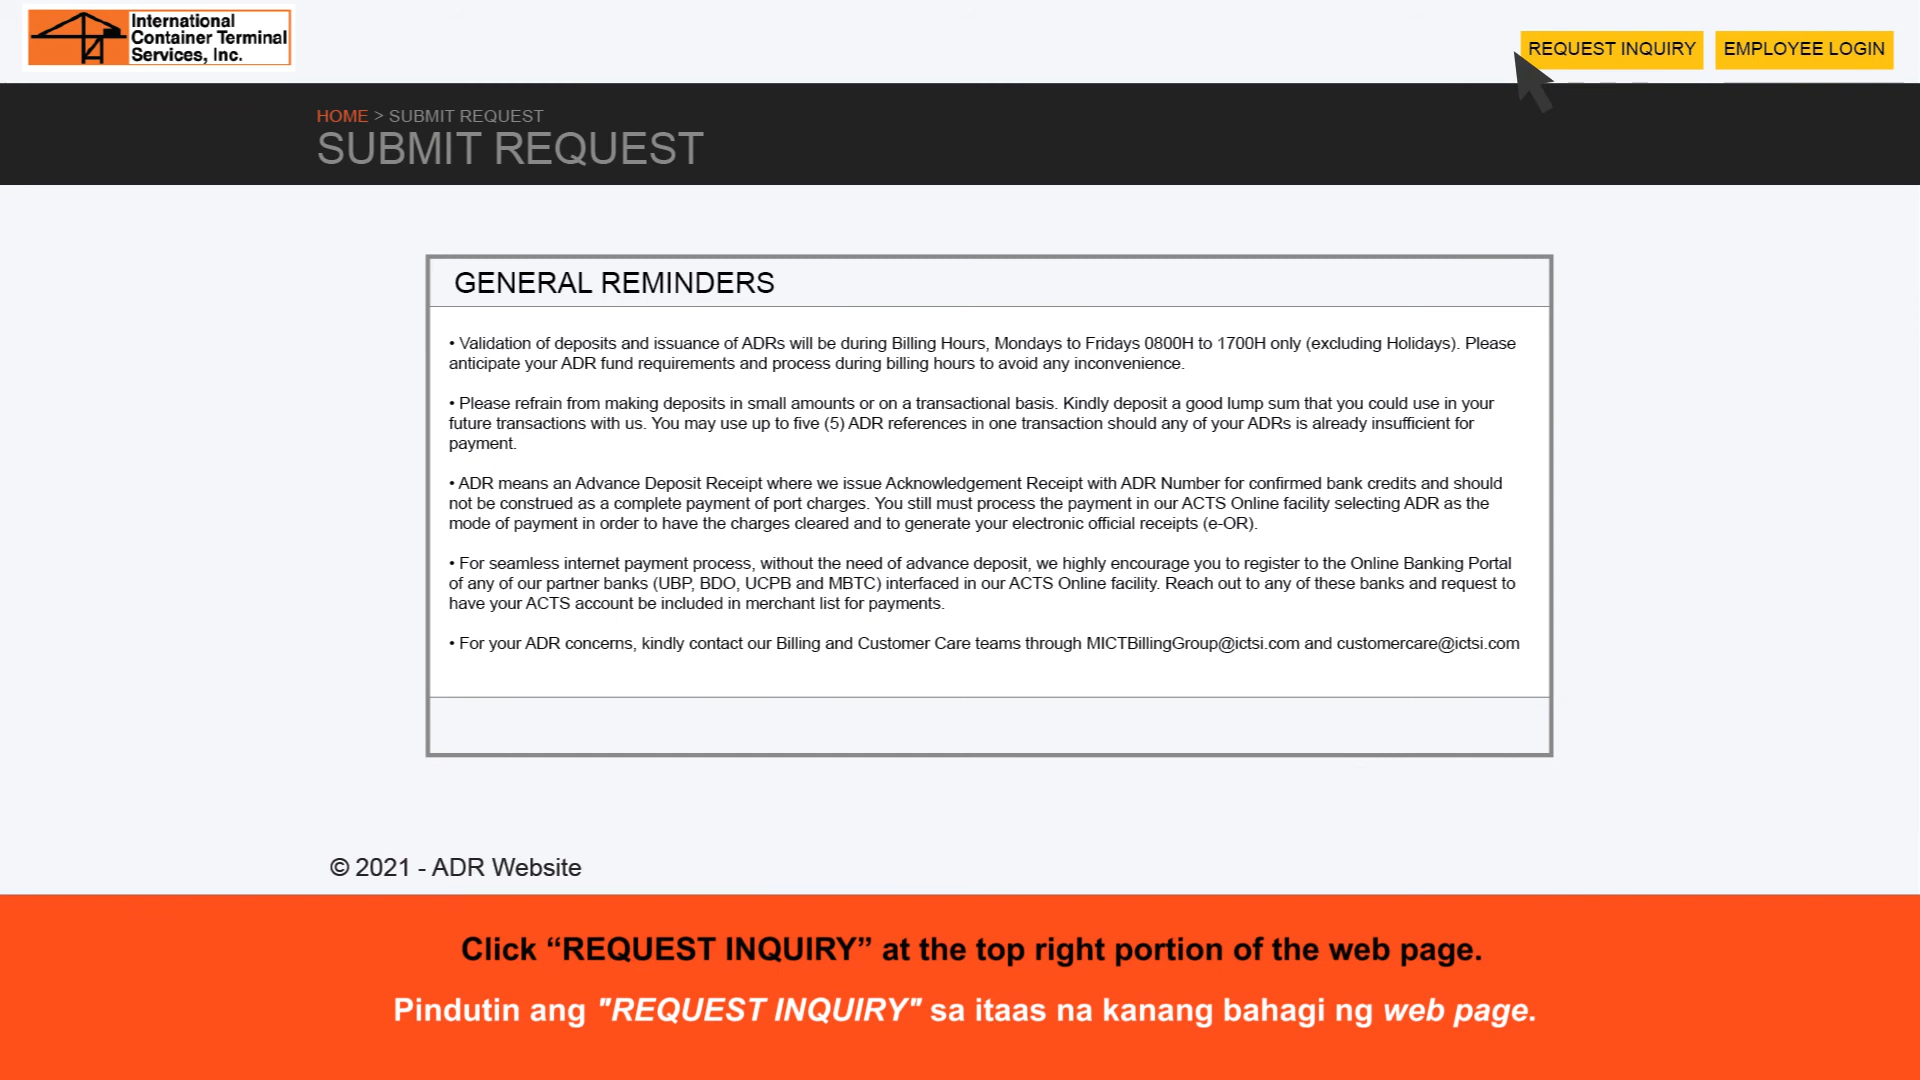 International
Container Terminal
Services, Inc.
REQUEST INQUIRY
EMPLOYEE LOGIN
HOME > SUBMIT REQUEST
SUBMIT REQUEST
GENERAL REMINDERS
• Validation of deposits and issuance of ADRs will be during Billing Hours, Mondays to Fridays 0800H to 1700H only (excluding Holidays). Please
anticipate your ADR fund requirements and process during billing hours to avoid any inconvenience.
• Please refrain from making deposits in small amounts or on a transactional basis. Kindly deposit a good lump sum that you could use in your
future transactions with us. You may use up to five (5) ADR references in one transaction should any of your ADRs is already insufficient for
payment.
• ADR means an Advance Deposit Receipt where we issue Acknowledgement Receipt with ADR Number for confirmed bank credits and should
not be construed as a complete payment of port charges. You still must process the payment in our ACTS Online facility selecting ADR as the
mode of payment in order to have the charges cleared and to generate your electronic official receipts (e-OR).
• For seamless internet payment process, without the need of advance deposit, we highly encourage you to register to the Online Banking Portal
of any of our partner banks (UBP, BDO, UCPB and MBTC) interfaced in our ACTS Online facility. Reach out to any of these banks and request to
have your ACTS account be included in merchant list for payments.
• For your ADR concerns, kindly contact our Billing and Customer Care teams through MICTBillingGroup@ictsi.com and customercare@ictsi.com
© 2021 - ADR Website
Click “REQUEST INQUIRY” at the top right portion of the web page.
Pindutin ang "REQUEST INQUIRY" sa itaas na kanang bahagi ng web page.